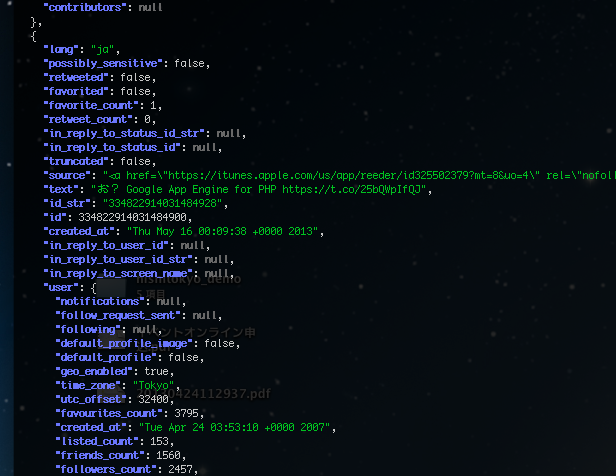 "contributors": null
},
{
"lang": "ja",
"possibly_sensitive": false,
"retweeted": false,
"favorited": false,
"favorite_count": 1,
"retweet_count": 0,
"in_reply_to_status_id_str": null,
"in_reply_to_status_id": null,
"truncated": false,
"source": "<a href=\"https://itunes.apple.com/us/app/reeder/id325502379?mt=8&uo=4\" rel=\"nofoll
"text": "お? Google App Engine for PHP https://t.co/25bQWpIfQJ",
"id_str": "334822914031484928",
"id": 334822914031484900,
"created_at": "Thu May 16 00:09:38 +0000 2013",
"in_reply_to_user_id": null,
"in_reply_to_user_id_str": null,
"in_reply_to_screen_name": null,
"user": {
"notifications": null,
"follow_request_sent": null,
"following": null,
"default_profile_image": false,
"default_profile": false,
"geo_enabled": true,
"time_zone": "Tokyo",
"utc_offset": 32400,
"favourites_count": 3795,
"created_at": "Tue Apr 24 03:53:10 +0000 2007",
"listed_count": 153,
"friends_count": 1560,
"followers_count": 2457,